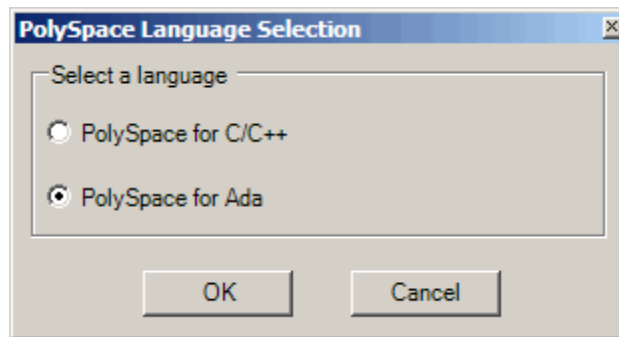 PolySpace Language Selection
Select a language
PolySpace for C/C++
PolySpace for Ada
OK Cancel